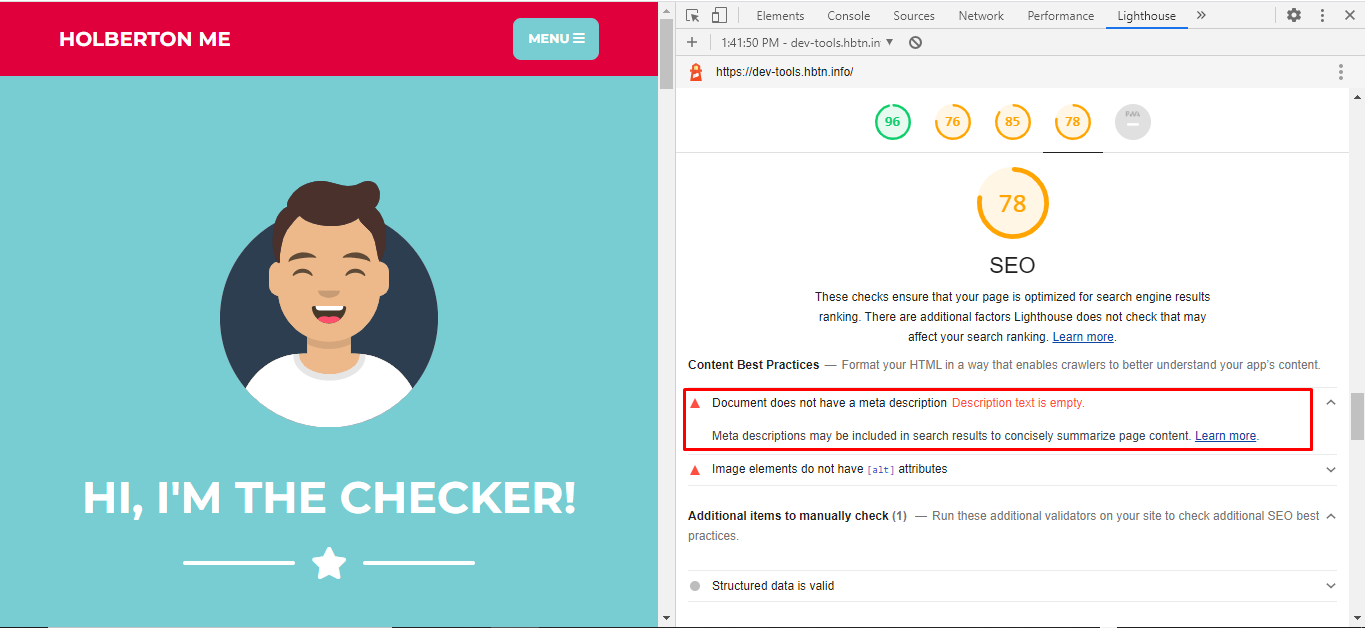 HOLBERTON ME
MENU
HI, I'M THE CHECKER!
Elements Console Sources Network Performance Lighthouse
1:41:50 PM - dev-tools.hbtn.in
https://dev-tools.hbtn.info/
96 76 85 78 PWA
78
SEO
These checks ensure that your page is optimized for search engine results
ranking. There are additional factors Lighthouse does not check that may
affect your search ranking. Learn more.
Content Best Practices — Format your HTML in a way that enables crawlers to better understand your app's content.
Document does not have a meta description Description text is empty.
Meta descriptions may be included in search results to concisely summarize page content. Learn more.
Image elements do not have [alt] attributes
Additional items to manually check (1) — Run these additional validators on your site to check additional SEO best
practices.
Structured data is valid